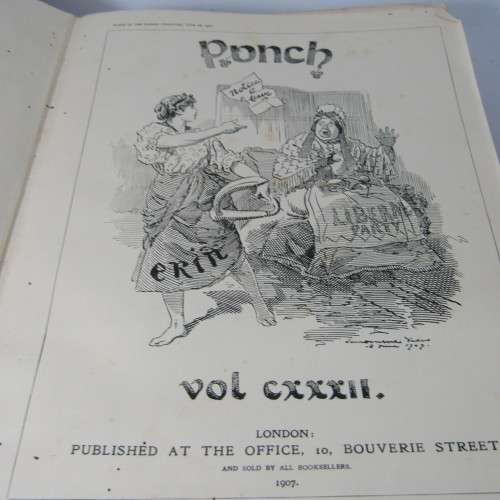 Punch
Notice
to
leave
erin
LIBERAL
PARTY
Vol CXXXII.
LONDON:
PUBLISHED AT THE OFFICE, 10, BOUVERIE STREET
AND SOLD BY ALL BOOKSELLERS.
1907.